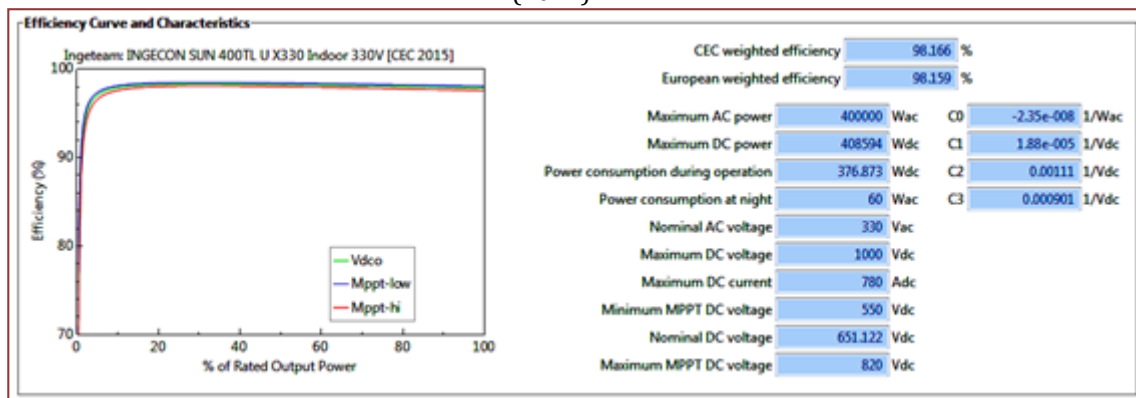 Efficiency Curve and Characteristics
Ingeteam: INGECON SUN 400TL U X330 Indoor 330V [CEC 2015]
100
90
80
70
Efficiency (%)
0 20 40 60 80 100
% of Rated Output Power
Vdco
Mppt-low
Mppt-hi
CEC weighted efficiency 98.166 %
European weighted efficiency 98.159 %
Maximum AC power 400000 Wac C0 -2.35e-008 1/Wac
Maximum DC power 408594 Wdc C1 1.88e-005 1/Vdc
Power consumption during operation 376.873 Wdc C2 0.00111 1/Vdc
Power consumption at night 60 Wac C3 0.000901 1/Vdc
Nominal AC voltage 330 Vac
Maximum DC voltage 1000 Vdc
Maximum DC current 780 Adc
Minimum MPPT DC voltage 550 Vdc
Nominal DC voltage 651.122 Vdc
Maximum MPPT DC voltage 820 Vdc